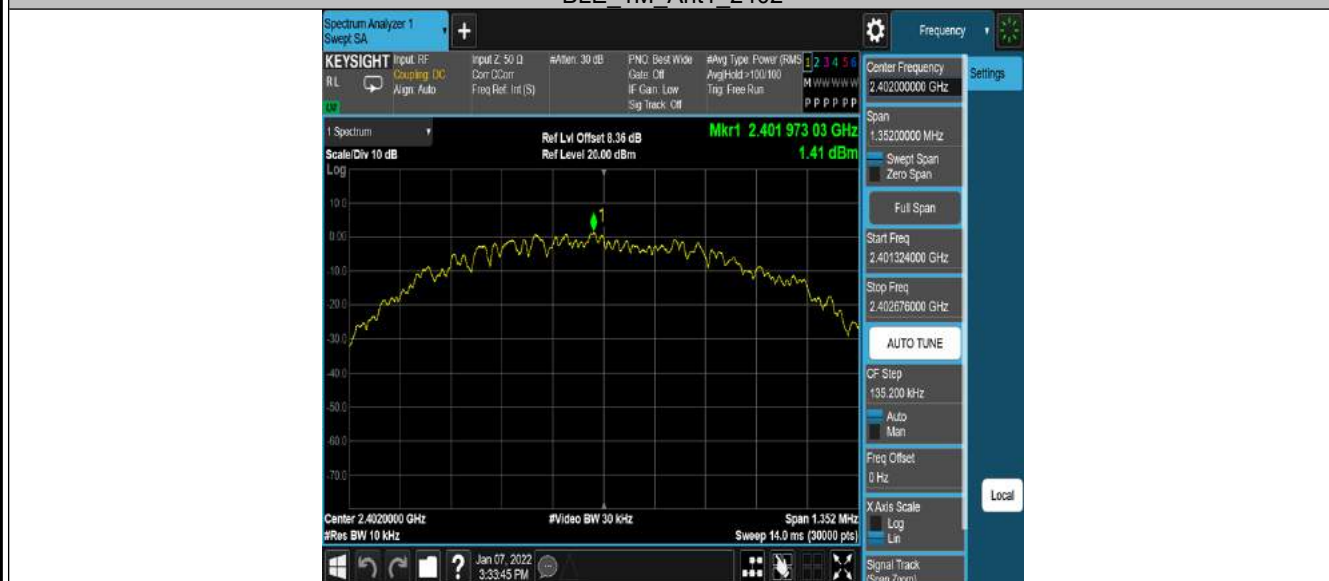 BLE_1M_Ant1_2402
Spectrum Analyzer 1
Swept SA
+
Frequency
KEYSIGHT
RL
Input: RF
Coupling: DC
Align: Auto
Input Z: 50 Ω
Corr CCorr
Freq Ref: Int (S)
#Atten: 30 dB
PNO: Best Wide
Gate: Off
IF Gain: Low
Sig Track: Off
#Avg Type: Power (RMS
Avg|Hold:>100/100
Trig: Free Run
1 2 3 4 5 6
M W W W W W
P P P P P P
Settings
1 Spectrum
Scale/Div 10 dB
Ref Lvl Offset 8.36 dB
Ref Level 20.00 dBm
Mkr1 2.401 973 03 GHz
1.41 dBm
Log
10.0
0.00
-10.0
-20.0
-30.0
-40.0
-50.0
-60.0
-70.0
1
Center 2.4020000 GHz
#Res BW 10 kHz
#Video BW 30 kHz
Span 1.352 MHz
Sweep 14.0 ms (30000 pts)
Center Frequency
2.402000000 GHz
Span
1.35200000 MHz
Swept Span
Zero Span
Full Span
Start Freq
2.401324000 GHz
Stop Freq
2.402676000 GHz
AUTO TUNE
CF Step
135.200 kHz
Auto
Man
Freq Offset
0 Hz
X Axis Scale
Log
Lin
Signal Track
(Span Zoom)
Local
?
Jan 07, 2022
3:33:45 PM